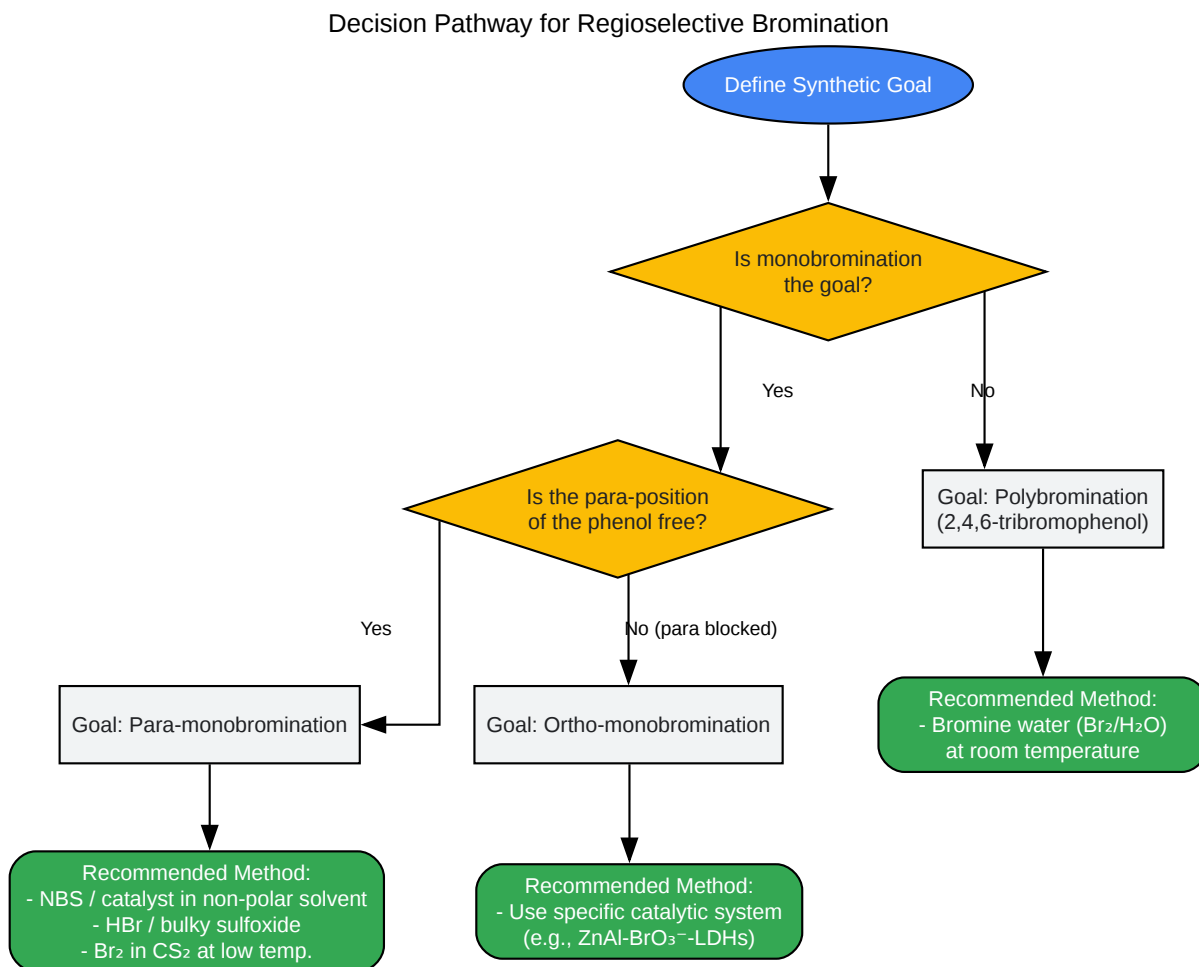 Decision Pathway for Regioselective Bromination
Define Synthetic Goal
Is monobromination
the goal?
Yes
No
Is the para-position
of the phenol free?
Goal: Polybromination
(2,4,6-tribromophenol)
Yes
No (para blocked)
Goal: Para-monobromination
Goal: Ortho-monobromination
Recommended Method:
- Bromine water (Br₂/H₂O)
at room temperature
Recommended Method:
- NBS / catalyst in non-polar solvent
- HBr / bulky sulfoxide
- Br₂ in CS₂ at low temp.
Recommended Method:
- Use specific catalytic system
(e.g., ZnAl-BrO₃⁻-LDHs)